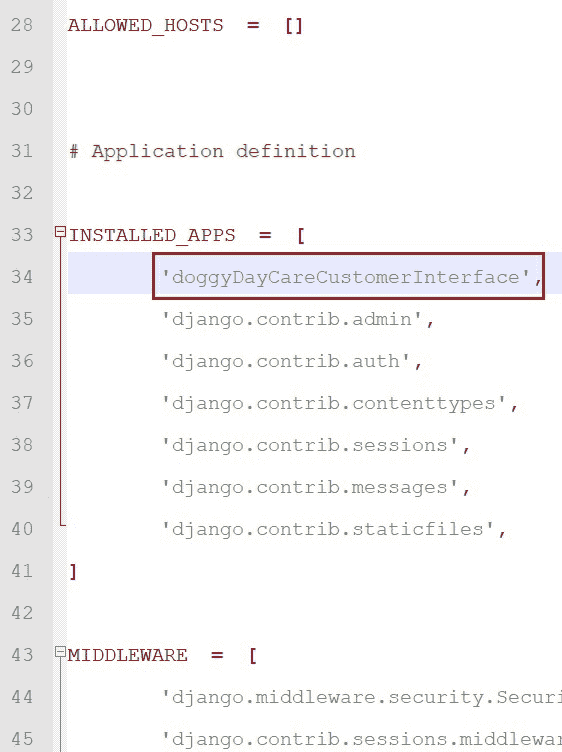 28 ALLOWED_HOSTS = []
29
30
31 # Application definition
32
33 INSTALLED_APPS = [
34 'doggyDayCareCustomerInterface',
35 'django.contrib.admin',
36 'django.contrib.auth',
37 'django.contrib.contenttypes',
38 'django.contrib.sessions',
39 'django.contrib.messages',
40 'django.contrib.staticfiles',
41 ]
42
43 MIDDLEWARE = [
44 'django.middleware.security.Securi
45 'django.contrib.sessions.middlewar